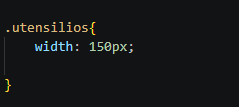 .utensilios{
    width: 150px;
}